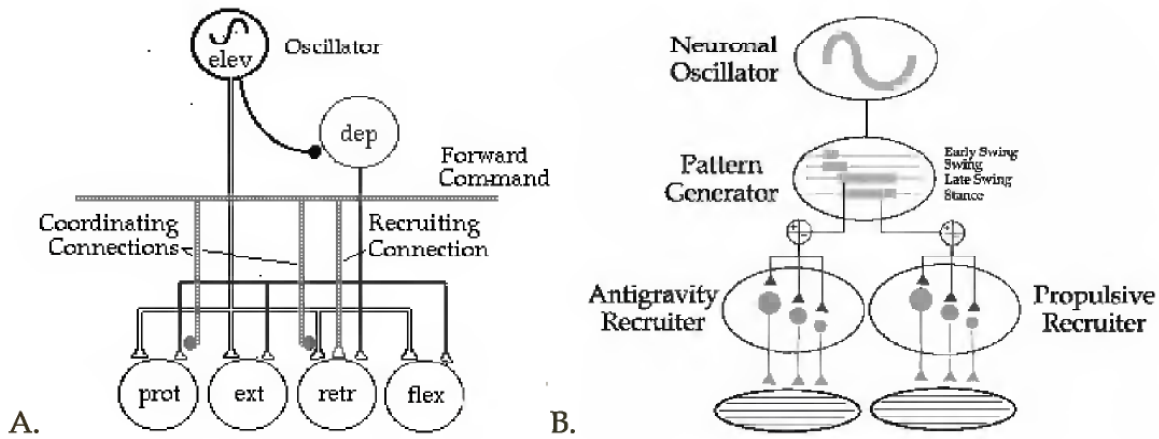 elev
Oscillator
dep
Forward
Command
Coordinating
Connections
Recruiting
Connection
prot
ext
retr
flex
A.
Neuronal
Oscillator
Pattern
Generator
Early Swing
Swing
Late Swing
Stance
+
−
+
−
Antigravity
Recruiter
Propulsive
Recruiter
B.